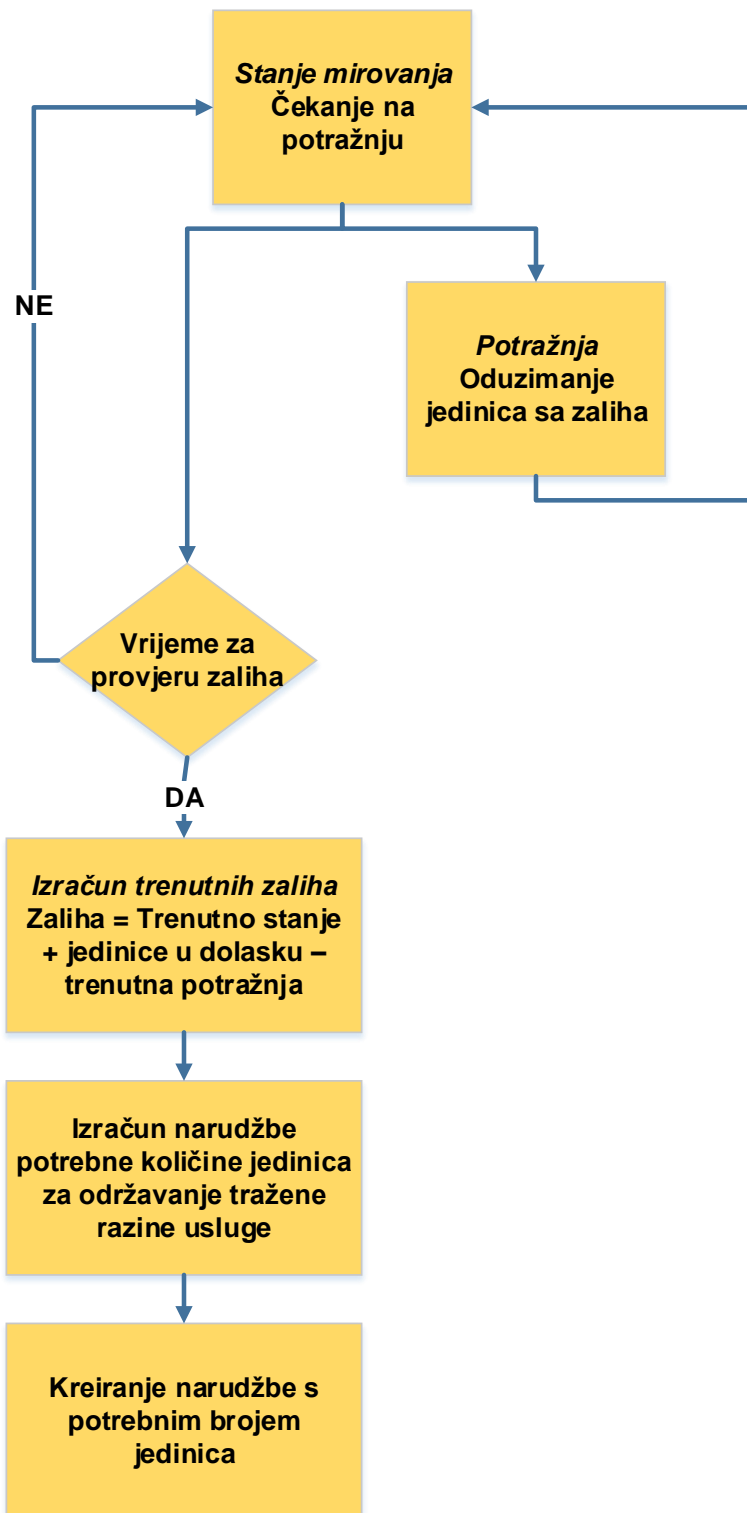 Stanje mirovanja
Čekanje na
potražnju
NE
Potražnja
Oduzimanje
jedinica sa zaliha
Vrijeme za
provjeru zaliha
DA
Izračun trenutnih zaliha
Zaliha = Trenutno stanje
+ jedinice u dolasku –
trenutna potražnja
Izračun narudžbe
potrebne količine jedinica
za održavanje tražene
razine usluge
Kreiranje narudžbe s
potrebnim brojem
jedinica